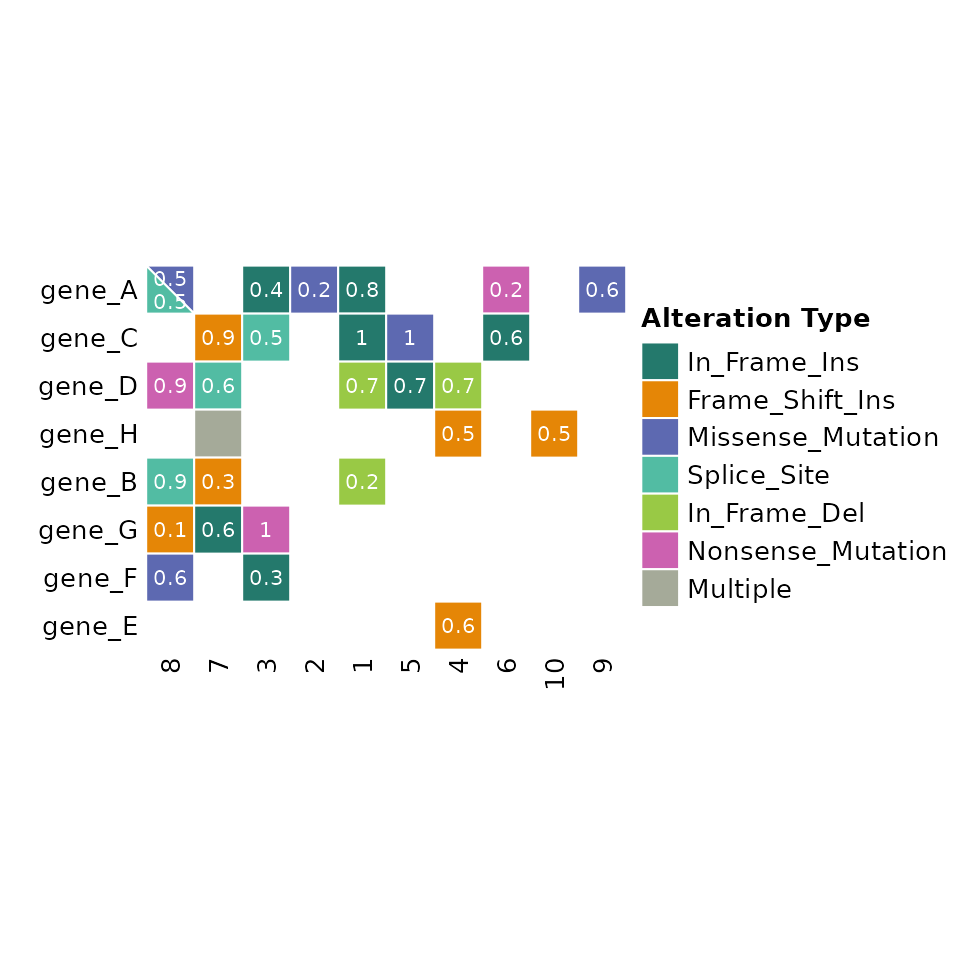 gene_A 0.5 0.5 0.4 0.2 0.8 0.2 0.6
gene_C 0.9 0.5 1 1 0.6
gene_D 0.9 0.6 0.7 0.7 0.7
gene_H 0.5 0.5
gene_B 0.9 0.3 0.2
gene_G 0.1 0.6 1
gene_F 0.6 0.3
gene_E 0.6
8 7 3 2 1 5 4 6 10 9
Alteration Type
In_Frame_Ins
Frame_Shift_Ins
Missense_Mutation
Splice_Site
In_Frame_Del
Nonsense_Mutation
Multiple